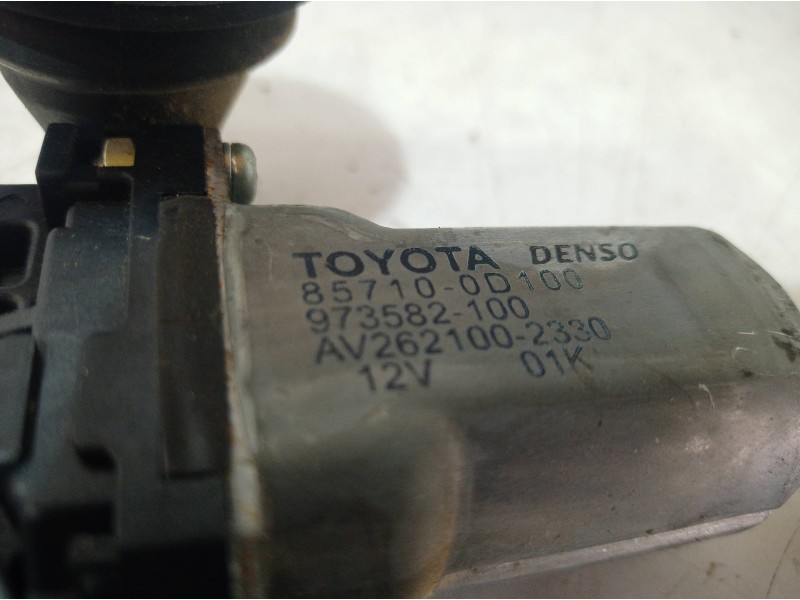 TOYOTA DENSO
85710-0D100
973582-100
AV262100-2330
12V 01K